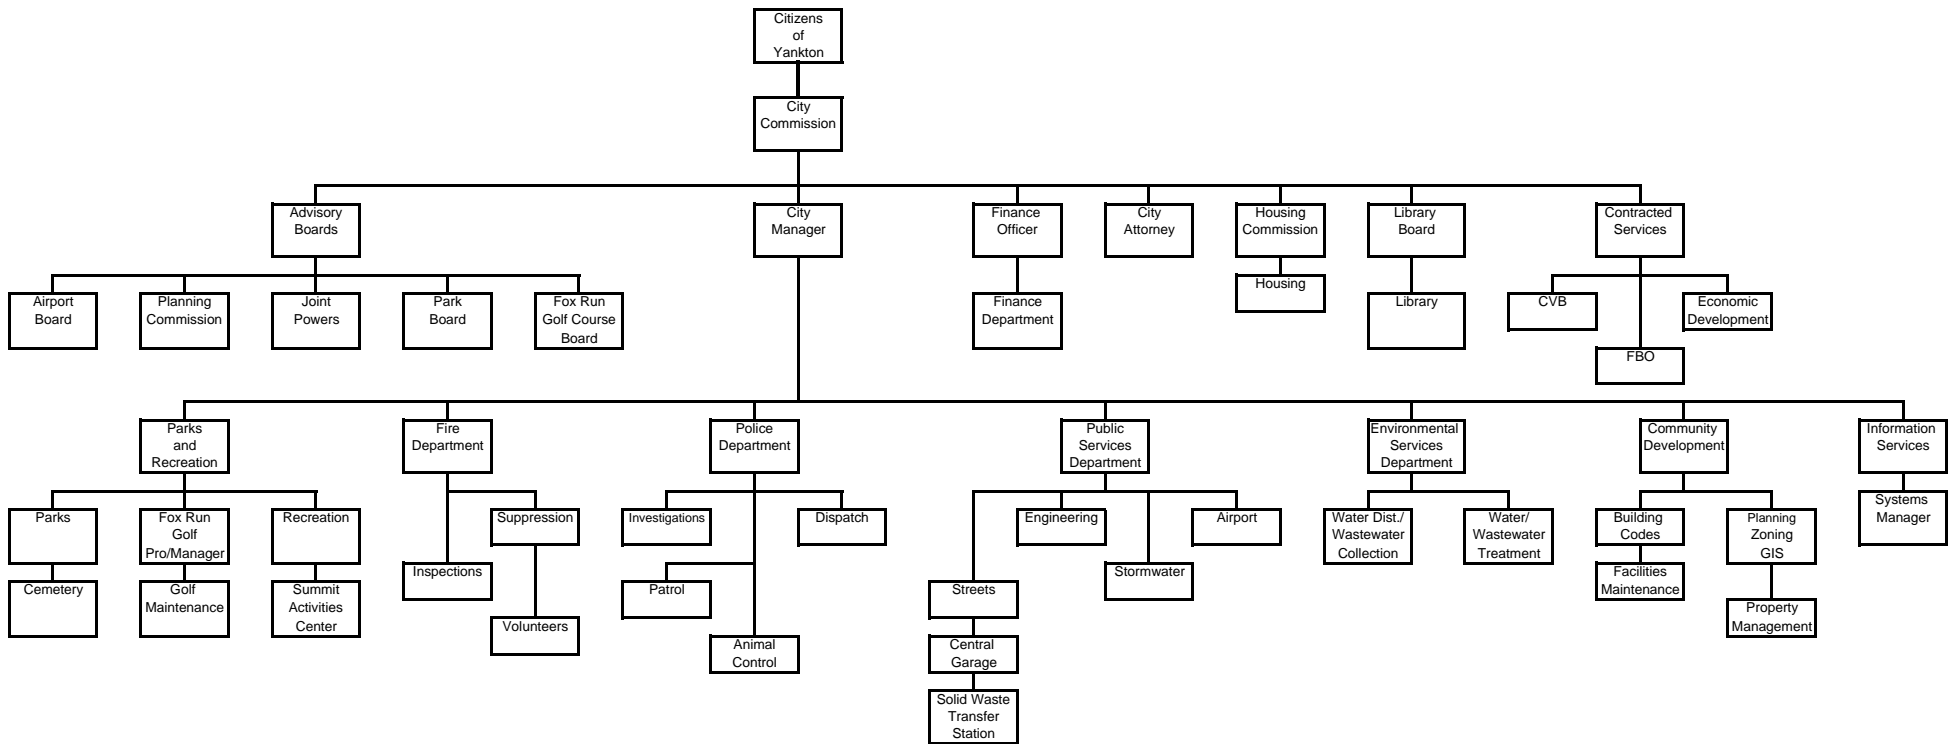 Citizens
of
Yankton
City
Commission
Advisory
Boards
City
Manager
Finance
Officer
City
Attorney
Housing
Commission
Library
Board
Contracted
Services
Airport
Board
Planning
Commission
Joint
Powers
Park
Board
Fox Run
Golf Course
Board
Finance
Department
Housing
Library
CVB
Economic
Development
FBO
Parks
and
Recreation
Fire
Department
Police
Department
Public
Services
Department
Environmental
Services
Department
Community
Development
Information
Services
Parks
Fox Run
Golf
Pro/Manager
Recreation
Suppression
Investigations
Dispatch
Engineering
Airport
Water Dist./
Wastewater
Collection
Water/
Wastewater
Treatment
Building
Codes
Planning
Zoning
GIS
Systems
Manager
Cemetery
Golf
Maintenance
Summit
Activities
Center
Inspections
Volunteers
Patrol
Animal
Control
Streets
Stormwater
Central
Garage
Solid Waste
Transfer
Station
Facilities
Maintenance
Property
Management